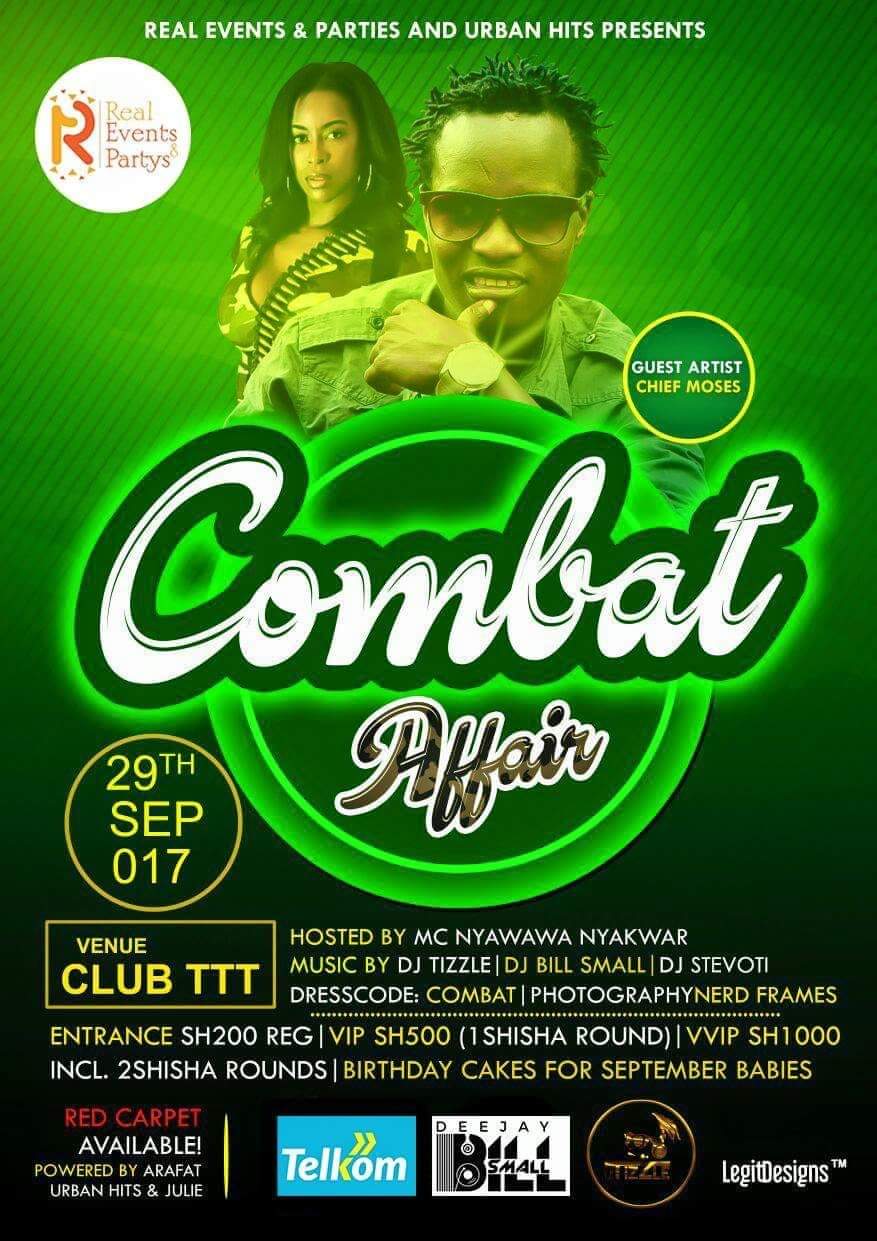 REAL EVENTS & PARTIES AND URBAN HITS PRESENTS
Real
Events
Partys &
GUEST ARTIST
CHIEF MOSES
Combat
Affair
29TH
SEP
017
VENUE
CLUB TTT
HOSTED BY MC NYAWAWA NYAKWAR
MUSIC BY DJ TIZZLE|DJ BILL SMALL|DJ STEVOTI
DRESSCODE: COMBAT|PHOTOGRAPHYNERD FRAMES
ENTRANCE SH200 REG|VIP SH500 (1SHISHA ROUND)|VVIP SH1000
INCL. 2SHISHA ROUNDS|BIRTHDAY CAKES FOR SEPTEMBER BABIES
RED CARPET
AVAILABLE!
POWERED BY ARAFAT
URBAN HITS & JULIE
Telkom
DEEJAY
BILL
SMALL
TIZZLE
LegitDesigns™